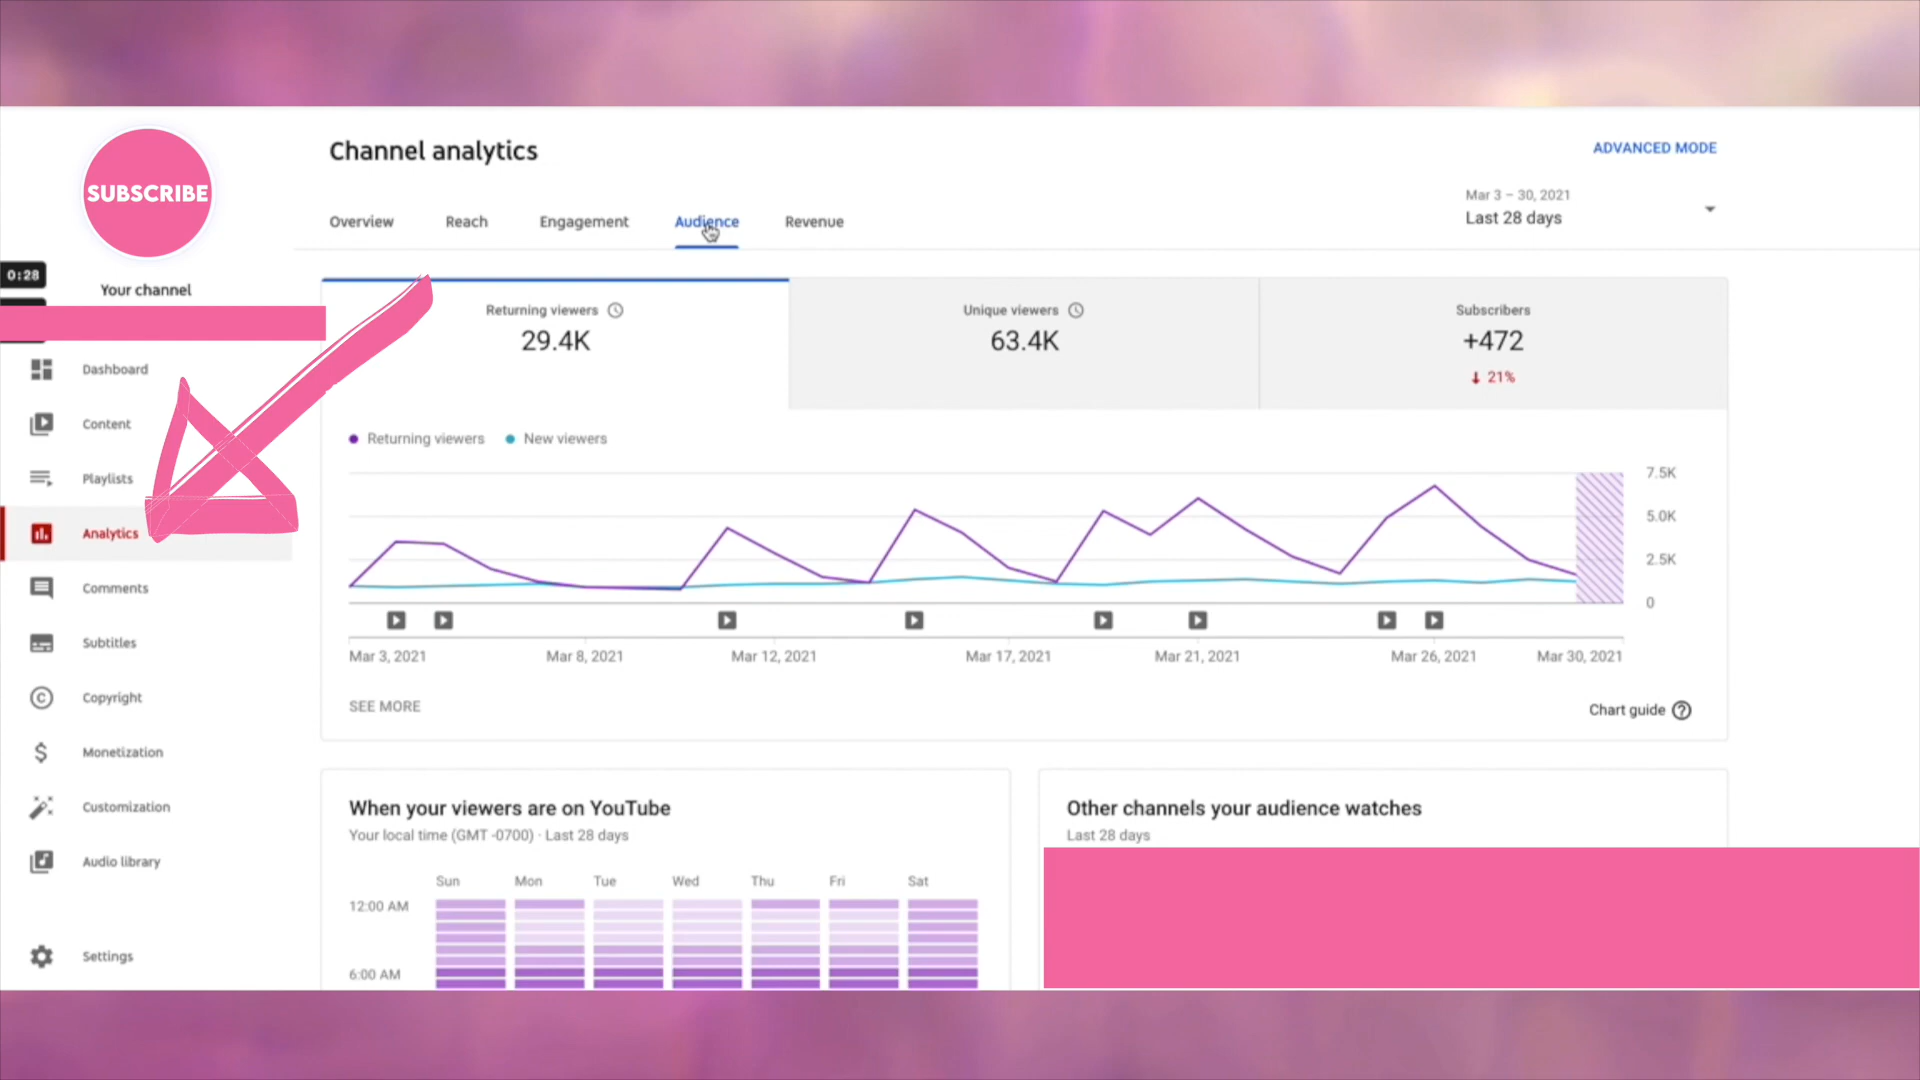 Channel analytics
ADVANCED MODE
SUBSCRIBE
Mar 3 – 30, 2021
Last 28 days
Overview Reach Engagement Audience Revenue
0:28
Your channel
Dashboard
Content
Playlists
Analytics
Comments
Subtitles
Copyright
Monetization
Customization
Audio library
Settings
Returning viewers
29.4K
Unique viewers
63.4K
Subscribers
+472
21%
Returning viewers New viewers
7.5K
5.0K
2.5K
0
Mar 3, 2021 Mar 8, 2021 Mar 12, 2021 Mar 17, 2021 Mar 21, 2021 Mar 26, 2021 Mar 30, 2021
SEE MORE
Chart guide
When your viewers are on YouTube
Your local time (GMT -0700) · Last 28 days
Sun Mon Tue Wed Thu Fri Sat
12:00 AM
6:00 AM
Other channels your audience watches
Last 28 days